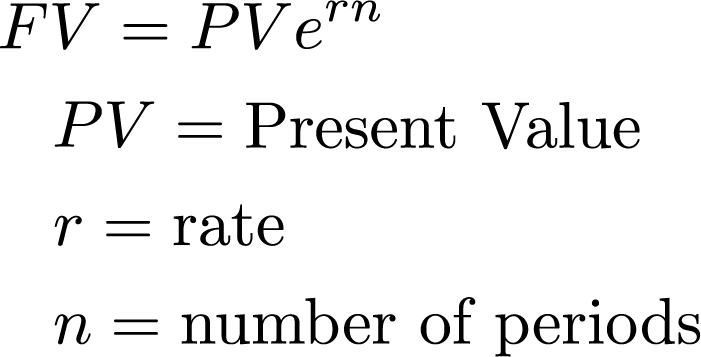 FV = PVe^{rn}
PV = Present Value
r = rate
n = number of periods